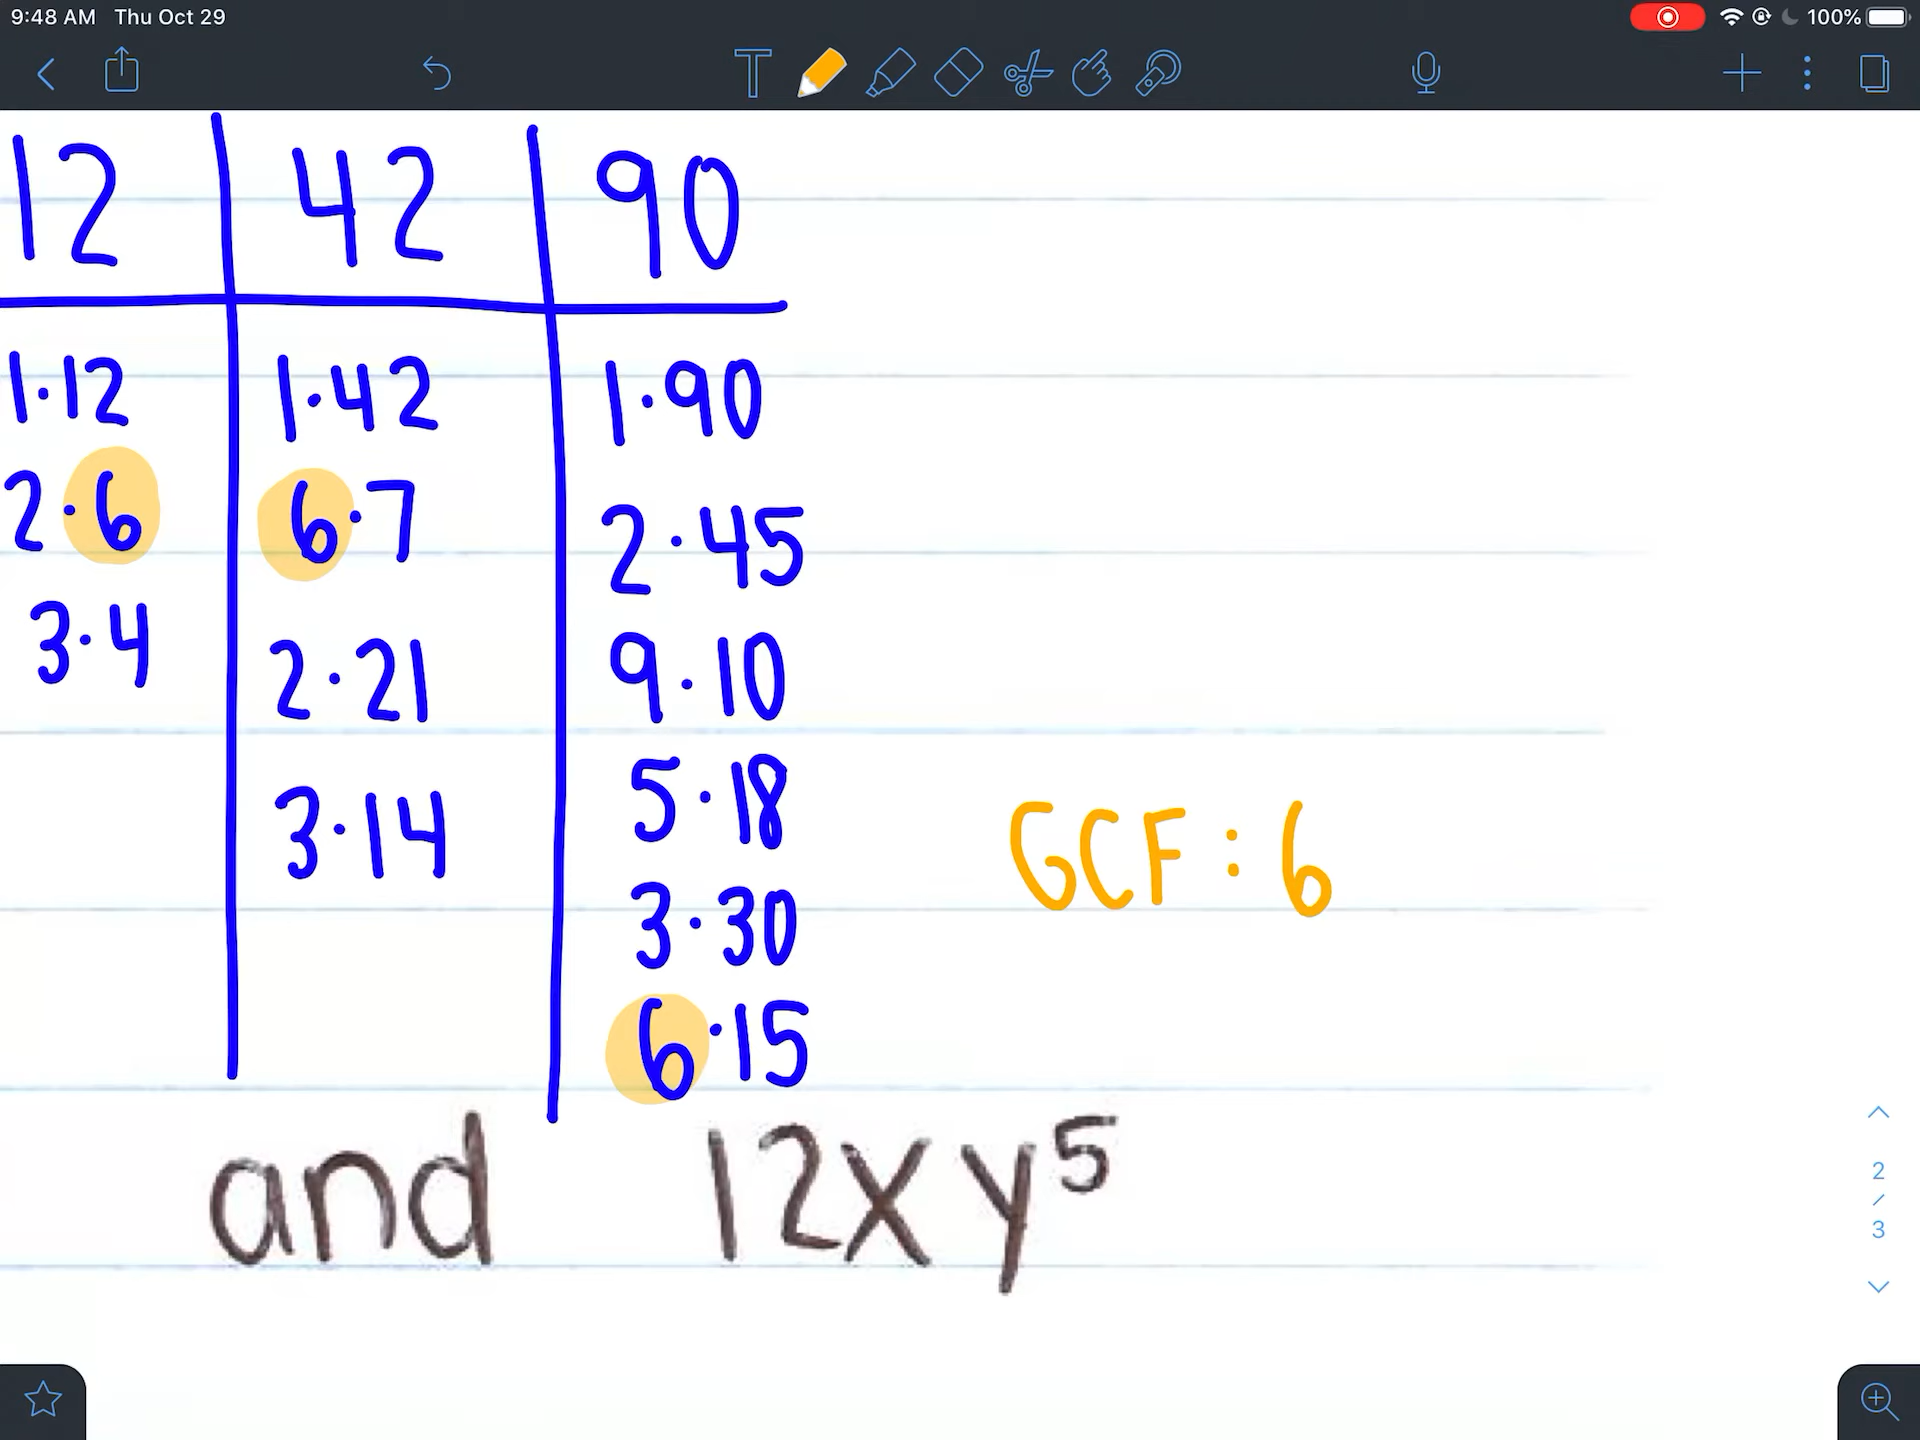 9:48 AM Thu Oct 29 100%
12 42 90
1·12 1·42 1·90
2·6 6·7 2·45
3·4 2·21 9·10
3·14 5·18
GCF : 6
3·30
6·15
and 12xy⁵
2
/
3